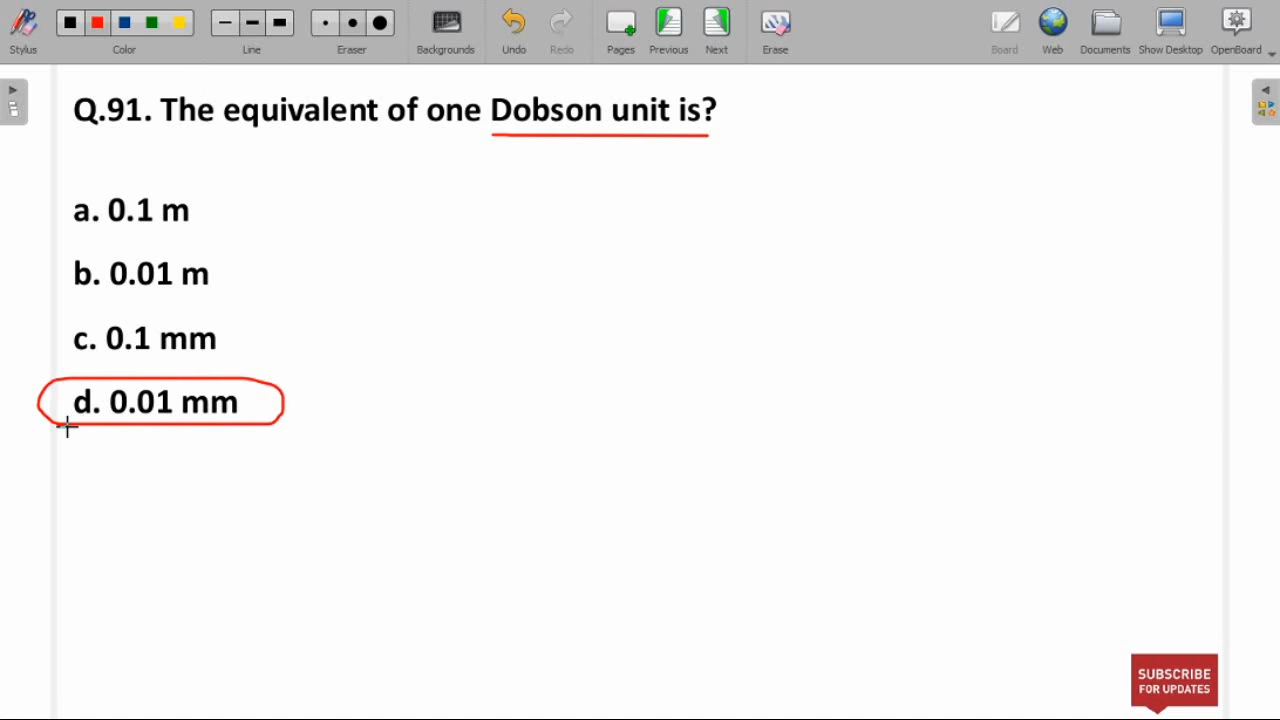 Stylus
Color
Line
Eraser
Backgrounds
Undo
Redo
Pages
Previous
Next
Erase
Board
Web
Documents
Show Desktop
OpenBoard
Q.91. The equivalent of one Dobson unit is?
a. 0.1 m
b. 0.01 m
c. 0.1 mm
d. 0.01 mm
SUBSCRIBE
FOR UPDATES